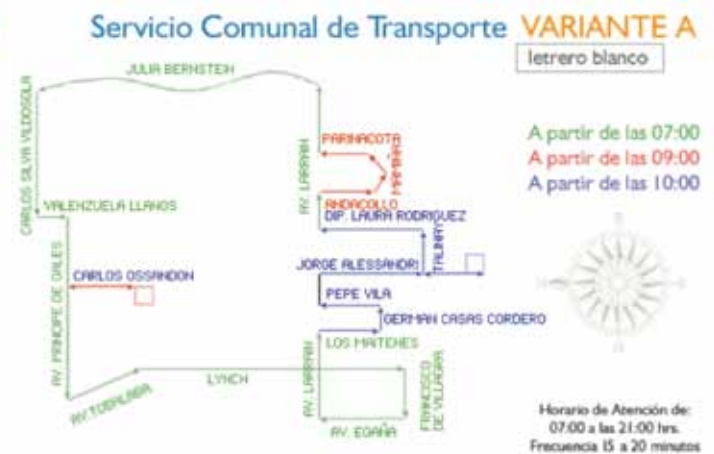 Servicio Comunal de Transporte VARIANTE A
letrero blanco
JULIA BERNSTEIN
CARLOS SILVA VILDOSOLA
AV. LARRAIN
PARINACOTA
MAMIÑA
ANDACOLLO
A partir de las 07:00
A partir de las 09:00
A partir de las 10:00
VALENZUELA LLANOS
DIP. LAURA RODRIGUEZ
TALINAY
JORGE ALESSANDRI
CARLOS OSSANDON
AV. PRINCIPE DE GALES
PEPE VILA
GERMAN CASAS CORDERO
LOS MAITENES
AV. TOBALABA
LYNCH
AV. LARRAIN
FRANCISCO DE VILLAGRA
AV. EGAÑA
Horario de Atención de:
07:00 a las 21:00 hrs.
Frecuencia 15 a 20 minutos